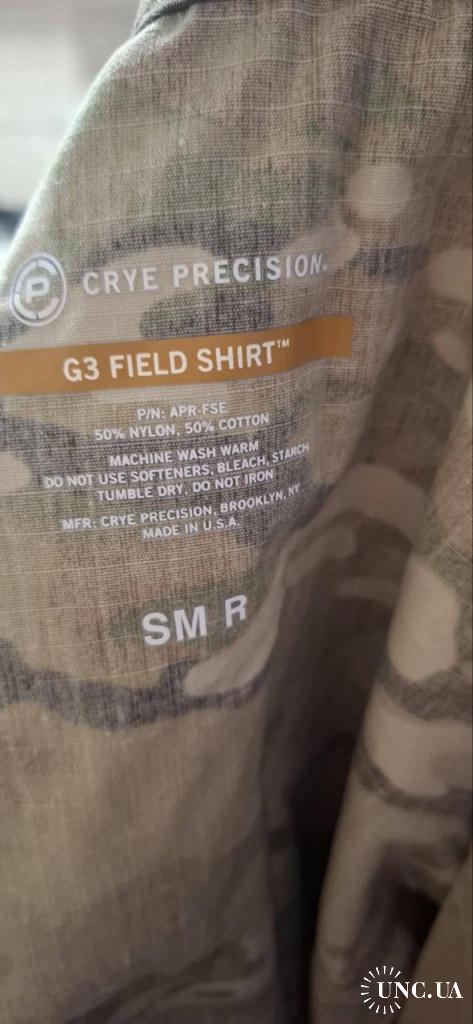 CP
CRYE PRECISION.
G3 FIELD SHIRT™
P/N: APR-FSE
50% NYLON, 50% COTTON
MACHINE WASH WARM
DO NOT USE SOFTENERS, BLEACH, STARCH
TUMBLE DRY, DO NOT IRON
MFR: CRYE PRECISION, BROOKLYN, NY
MADE IN U.S.A.
SM R
UNC.UA